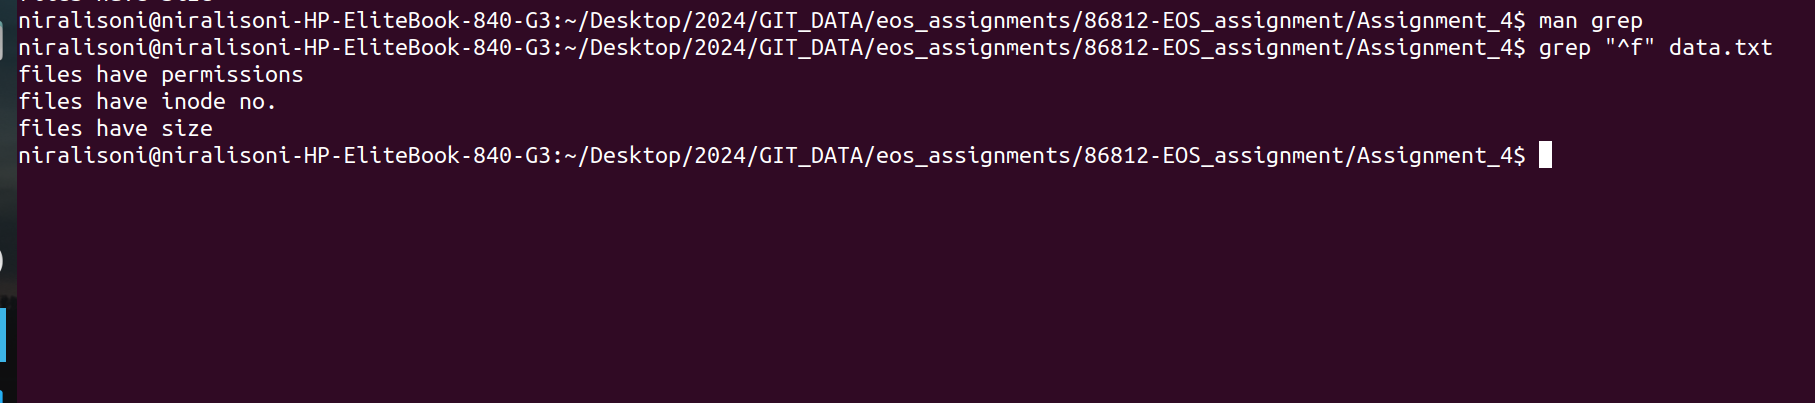 niralisoni@niralisoni-HP-EliteBook-840-G3:~/Desktop/2024/GIT_DATA/eos_assignments/86812-EOS_assignment/Assignment_4$ man grep
niralisoni@niralisoni-HP-EliteBook-840-G3:~/Desktop/2024/GIT_DATA/eos_assignments/86812-EOS_assignment/Assignment_4$ grep "^f" data.txt
files have permissions
files have inode no.
files have size
niralisoni@niralisoni-HP-EliteBook-840-G3:~/Desktop/2024/GIT_DATA/eos_assignments/86812-EOS_assignment/Assignment_4$